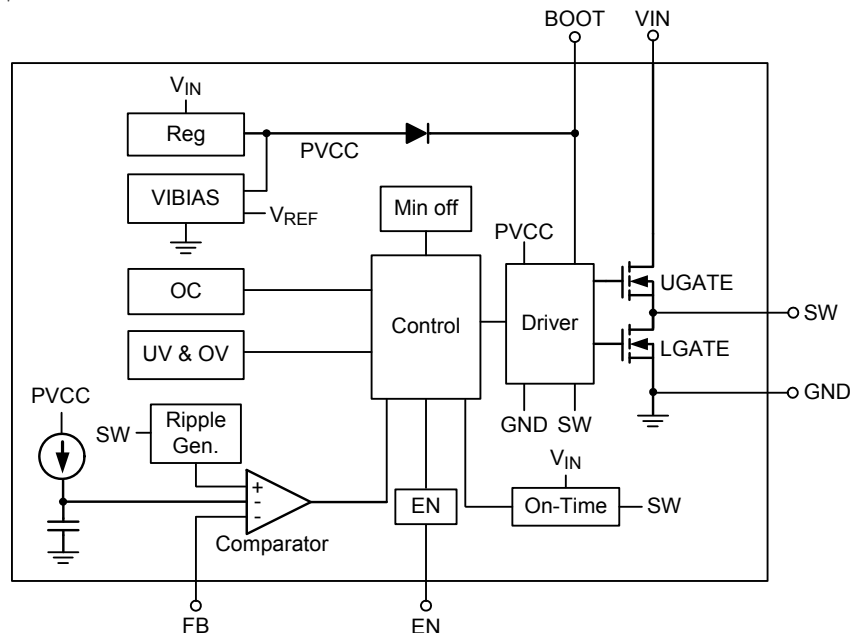 BOOT VIN
VIN
Reg
PVCC
VIBIAS
VREF
Min off
PVCC
OC
UGATE
Control
Driver
SW
UV & OV
LGATE
PVCC
GND
SW
Ripple
Gen.
GND SW
VIN
+
-
-
EN
On-Time
SW
Comparator
FB
EN